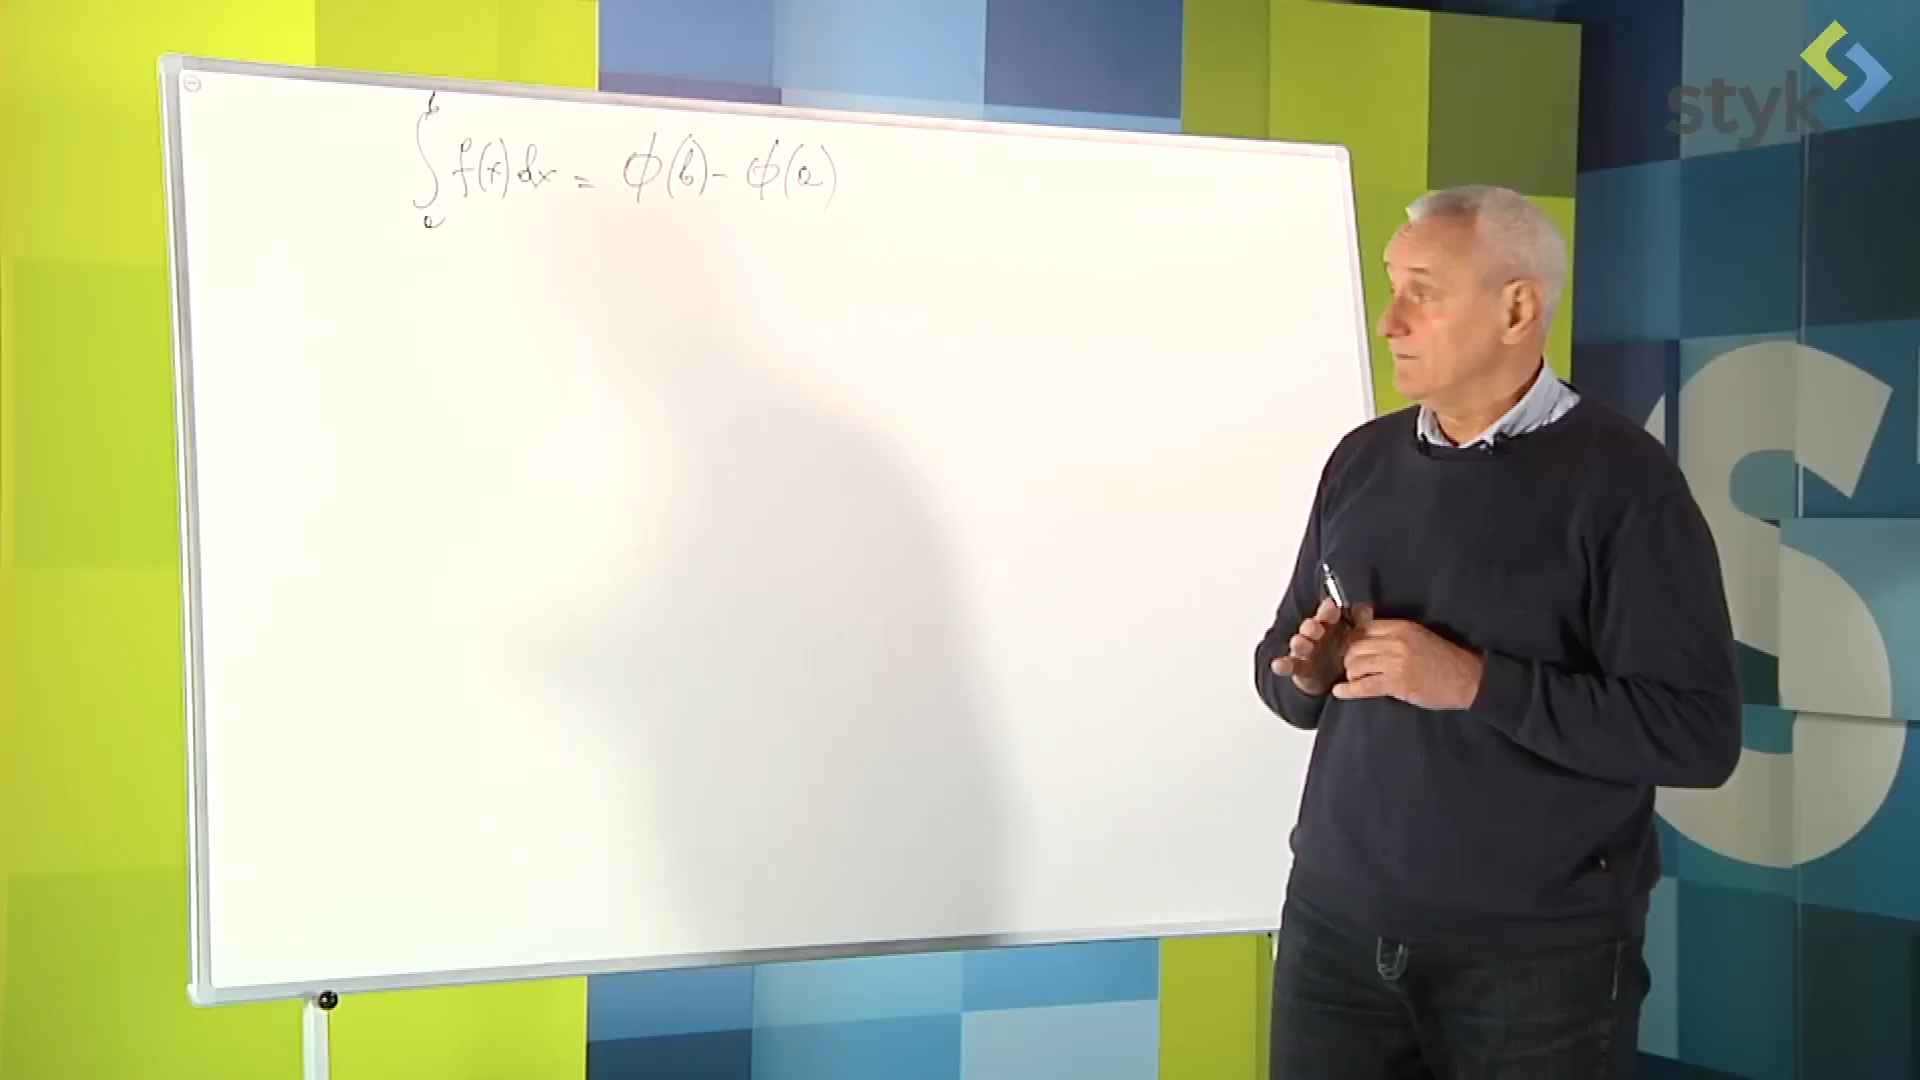 styk
∫_a^b f(x) dx = ϕ(b) - ϕ(a)
S